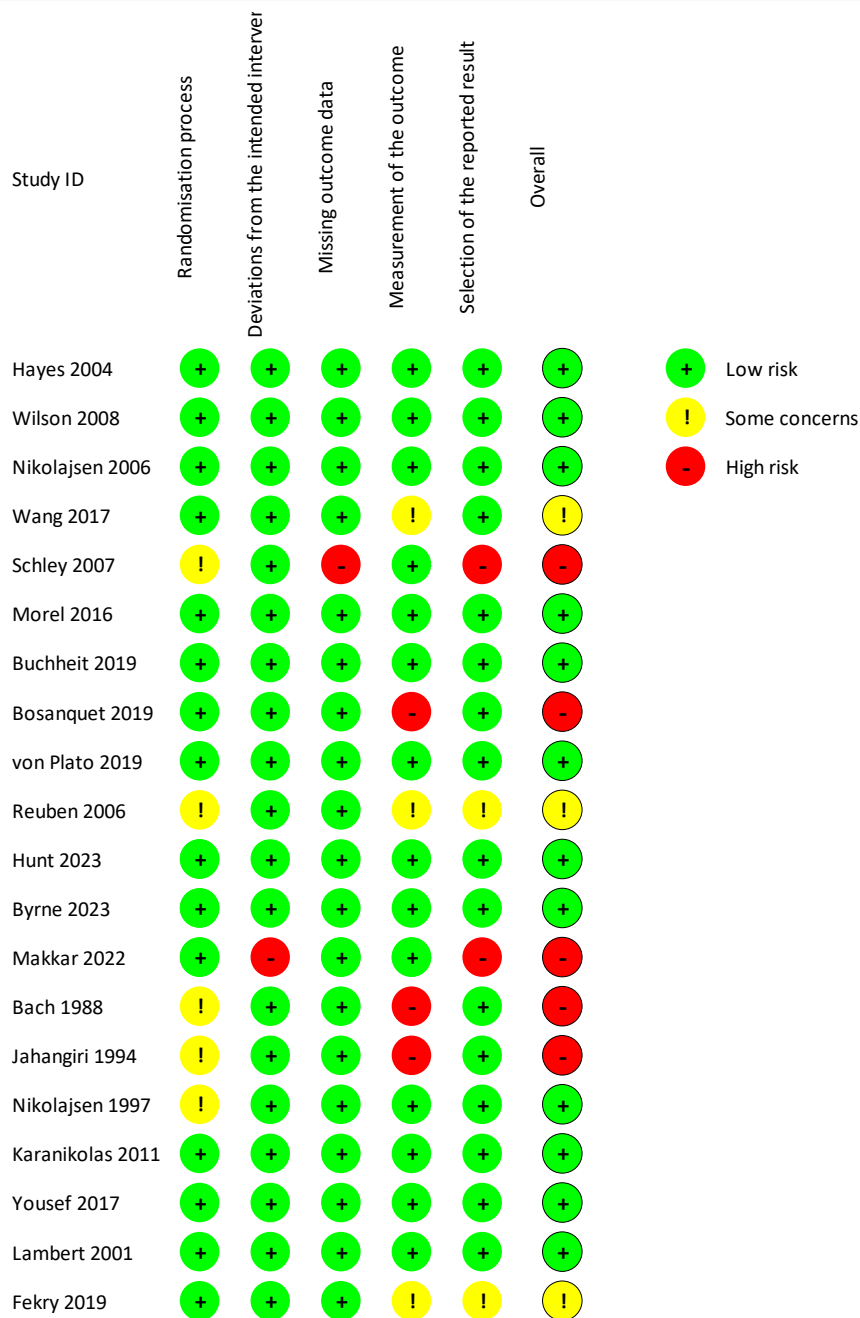 Study ID
Randomisation process
Deviations from the intended interver
Missing outcome data
Measurement of the outcome
Selection of the reported result
Overall
Hayes 2004 + + + + + + + Low risk
Wilson 2008 + + + + + + ! Some concerns
Nikolajsen 2006 + + + + + + - High risk
Wang 2017 + + + ! + !
Schley 2007 ! + - + - -
Morel 2016 + + + + + +
Buchheit 2019 + + + + + +
Bosanquet 2019 + + + - + -
von Plato 2019 + + + + + +
Reuben 2006 ! + + ! ! !
Hunt 2023 + + + + + +
Byrne 2023 + + + + + +
Makkar 2022 + - + + - -
Bach 1988 ! + + - + -
Jahangiri 1994 ! + + - + -
Nikolajsen 1997 ! + + + + +
Karanikolas 2011 + + + + + +
Yousef 2017 + + + + + +
Lambert 2001 + + + + + +
Fekry 2019 + + + ! ! !